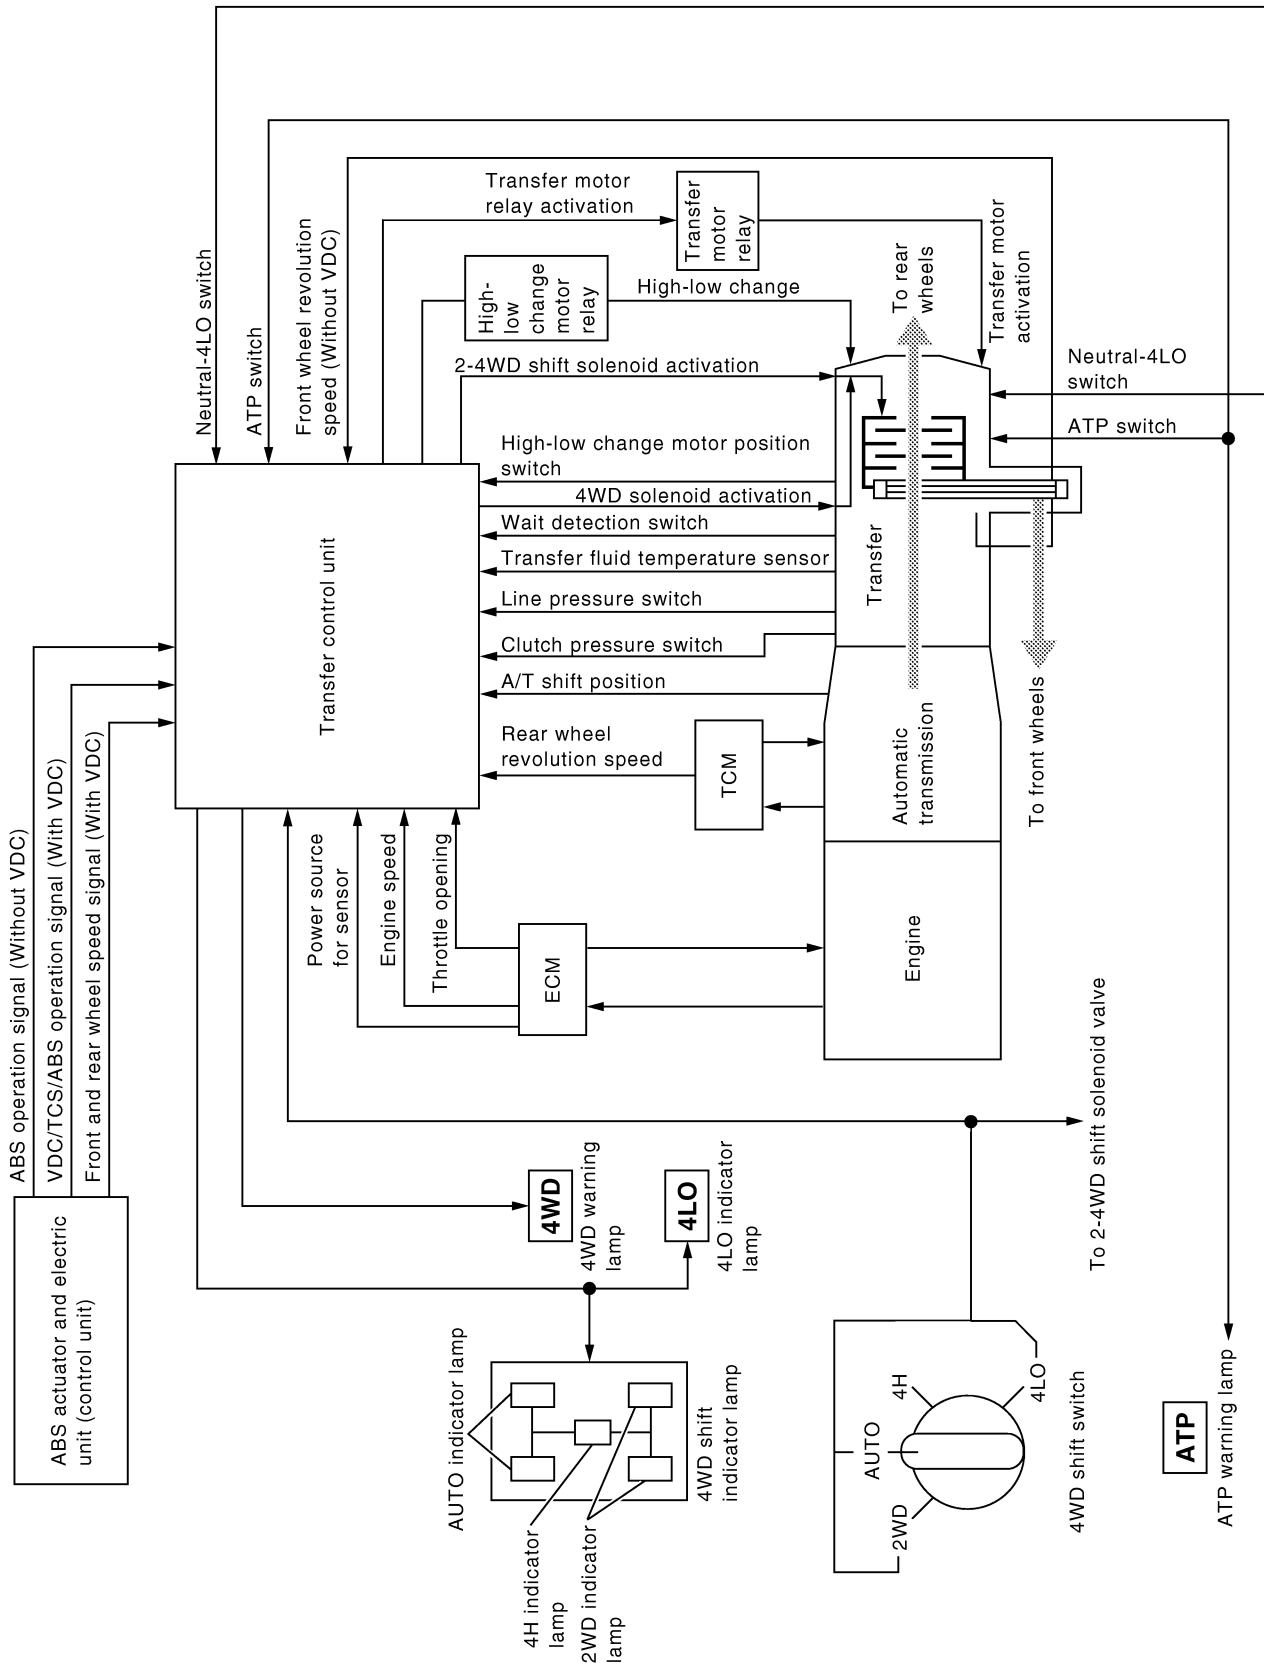 Neutral-4LO switch
ATP switch
Front wheel revolution
speed (Without VDC)
Transfer motor
relay activation
Transfer
motor
relay
High-
low
change
motor
relay
High-low change
To rear
wheels
Transfer motor
activation
2-4WD shift solenoid activation
Neutral-4LO
switch
ATP switch
High-low change motor position
switch
4WD solenoid activation
Wait detection switch
Transfer fluid temperature sensor
Line pressure switch
Clutch pressure switch
A/T shift position
Rear wheel
revolution speed
Transfer control unit
Transfer
TCM
Automatic
transmission
To front wheels
ABS operation signal (Without VDC)
VDC/TCS/ABS operation signal (With VDC)
Front and rear wheel speed signal (With VDC)
Power source
for sensor
Engine speed
Throttle opening
ECM
Engine
ABS actuator and electric
unit (control unit)
4WD
4WD warning
lamp
4LO
4LO indicator
lamp
To 2-4WD shift solenoid valve
AUTO indicator lamp
4WD shift
indicator lamp
4H indicator
lamp
2WD indicator
lamp
2WD
AUTO
4H
4LO
4WD shift switch
ATP
ATP warning lamp